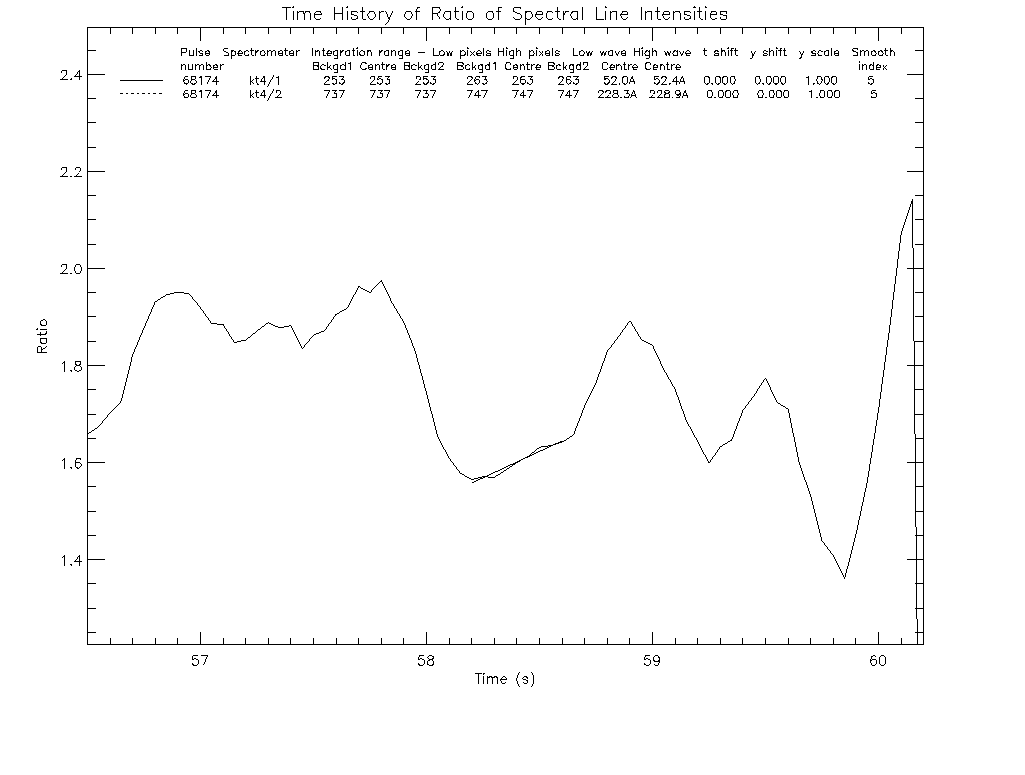 Time History of Ratio of Spectral Line Intensities
Pulse Spectrometer Integration range - Low pixels High pixels Low wave High wave t shift y shift y scale Smooth
number Bckgd1 Centre Bckgd2 Bckgd1 Centre Bckgd2 Centre Centre index
68174 kt4/1 253 253 253 263 263 263 52.0A 52.4A 0.000 0.000 1.000 5
68174 kt4/2 737 737 737 747 747 747 228.3A 228.9A 0.000 0.000 1.000 5
2.4
2.2
2.0
1.8
1.6
1.4
Ratio
57 58 59 60
Time (s)